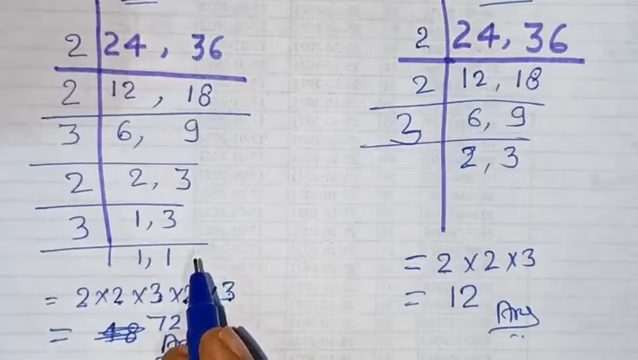 2 24, 36
2 12, 18
3 6, 9
2 2, 3
3 1, 3
1, 1
= 2×2×3×2×3
= 72
2 24, 36
2 12, 18
3 6, 9
2, 3
= 2×2×3
= 12 Ans